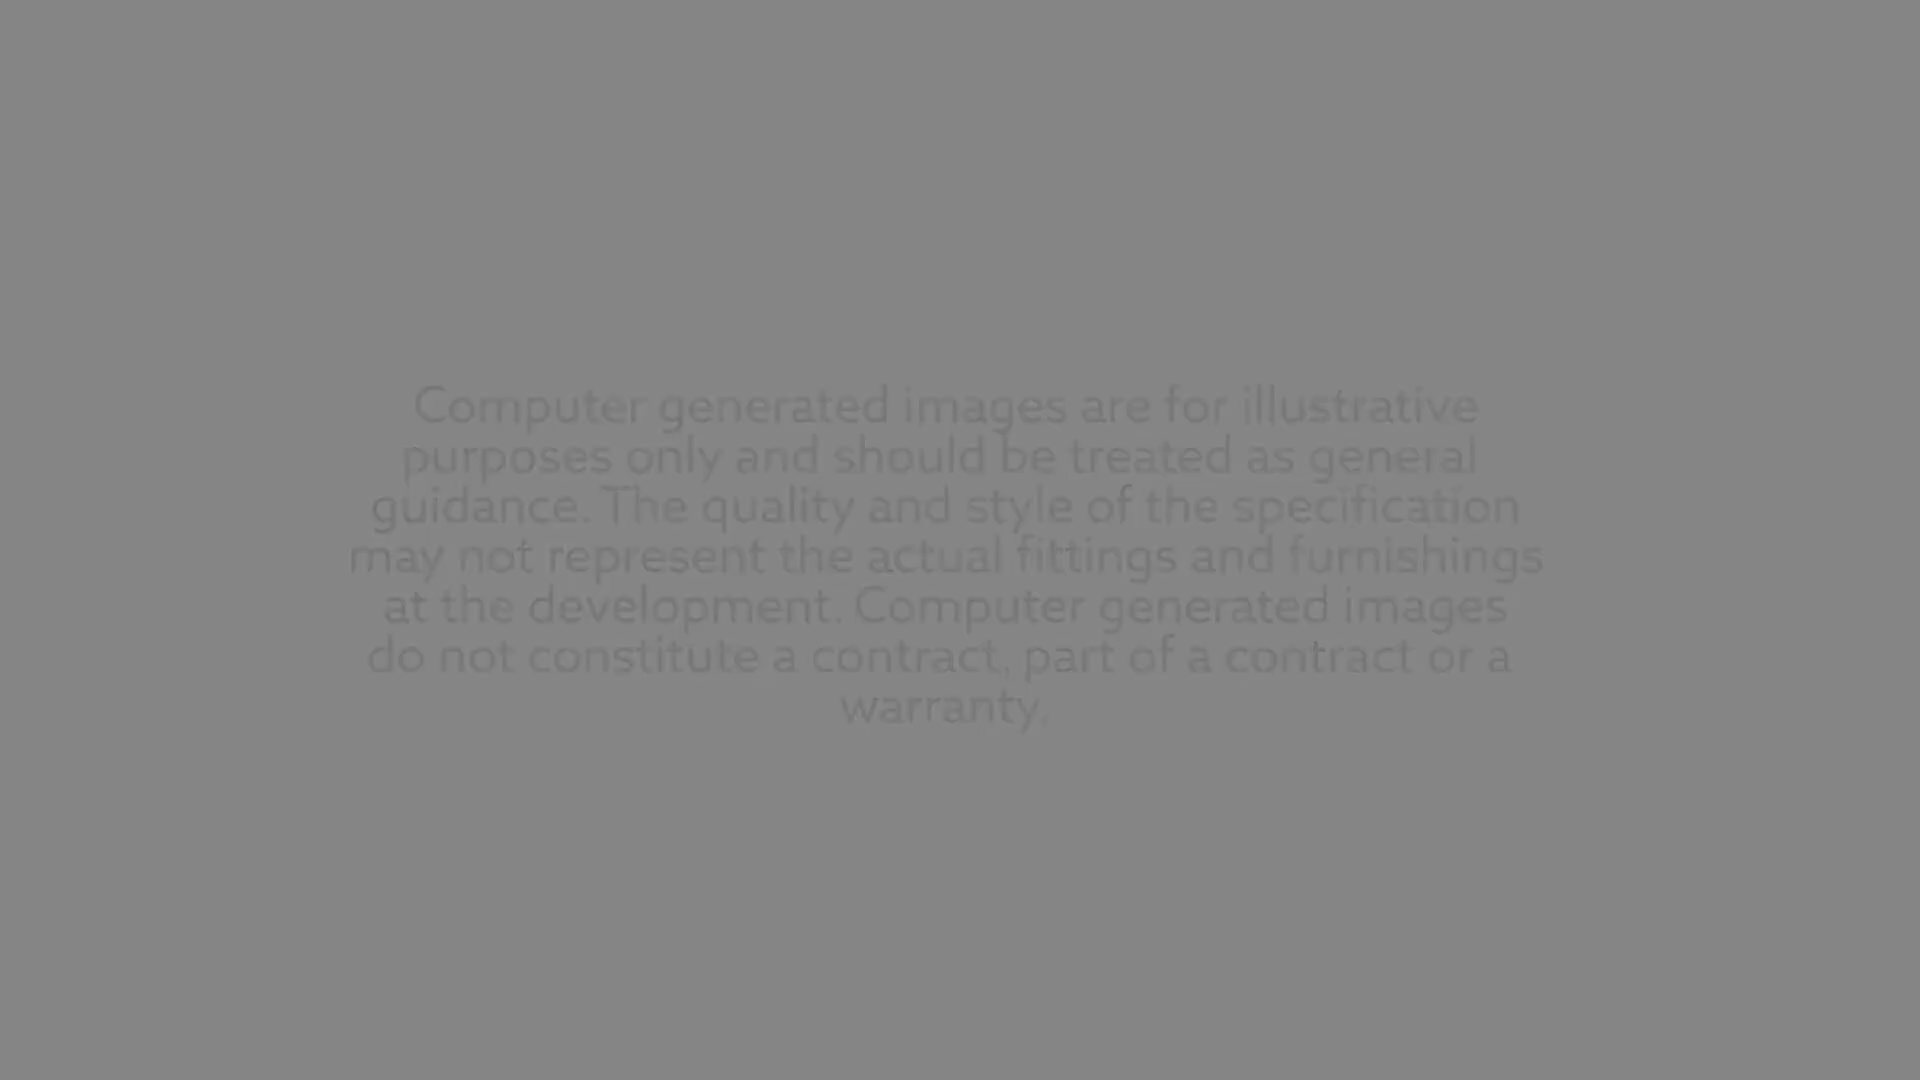 Computer generated images are for illustrative
purposes only and should be treated as general
guidance. The quality and style of the specification
may not represent the actual fittings and furnishings
at the development. Computer generated images
do not constitute a contract, part of a contract or a
warranty.